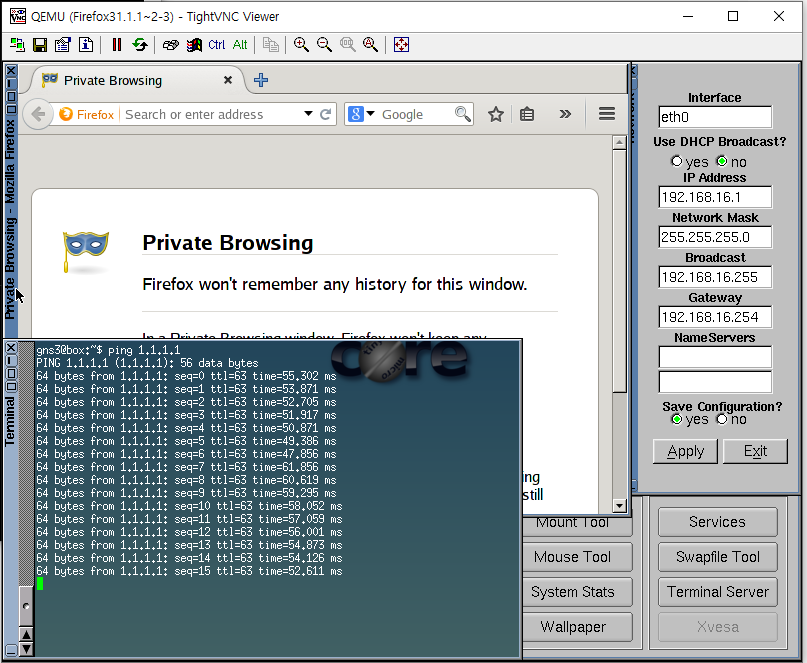 QEMU (Firefox31.1.1~2-3) - TightVNC Viewer
Ctrl Alt
Private Browsing - Mozilla Firefox
Private Browsing
Firefox
Search or enter address
8
Google
Private Browsing
Firefox won't remember any history for this window.
In a Private Browsing window, Firefox won't keep any
ing
still
Interface
eth0
Use DHCP Broadcast?
yes no
IP Address
192.168.16.1
Network Mask
255.255.255.0
Broadcast
192.168.16.255
Gateway
192.168.16.254
NameServers
Save Configuration?
yes no
Apply Exit
Terminal
core
tiny
micro
gns3@box:~$ ping 1.1.1.1
PING 1.1.1.1 (1.1.1.1): 56 data bytes
64 bytes from 1.1.1.1: seq=0 ttl=63 time=55.302 ms
64 bytes from 1.1.1.1: seq=1 ttl=63 time=53.871 ms
64 bytes from 1.1.1.1: seq=2 ttl=63 time=52.705 ms
64 bytes from 1.1.1.1: seq=3 ttl=63 time=51.917 ms
64 bytes from 1.1.1.1: seq=4 ttl=63 time=50.871 ms
64 bytes from 1.1.1.1: seq=5 ttl=63 time=49.386 ms
64 bytes from 1.1.1.1: seq=6 ttl=63 time=47.856 ms
64 bytes from 1.1.1.1: seq=7 ttl=63 time=61.856 ms
64 bytes from 1.1.1.1: seq=8 ttl=63 time=60.619 ms
64 bytes from 1.1.1.1: seq=9 ttl=63 time=59.295 ms
64 bytes from 1.1.1.1: seq=10 ttl=63 time=58.052 ms
64 bytes from 1.1.1.1: seq=11 ttl=63 time=57.059 ms
64 bytes from 1.1.1.1: seq=12 ttl=63 time=56.001 ms
64 bytes from 1.1.1.1: seq=13 ttl=63 time=54.873 ms
64 bytes from 1.1.1.1: seq=14 ttl=63 time=54.126 ms
64 bytes from 1.1.1.1: seq=15 ttl=63 time=52.611 ms
Mount Tool Services
Mouse Tool Swapfile Tool
System Stats Terminal Server
Wallpaper Xvesa